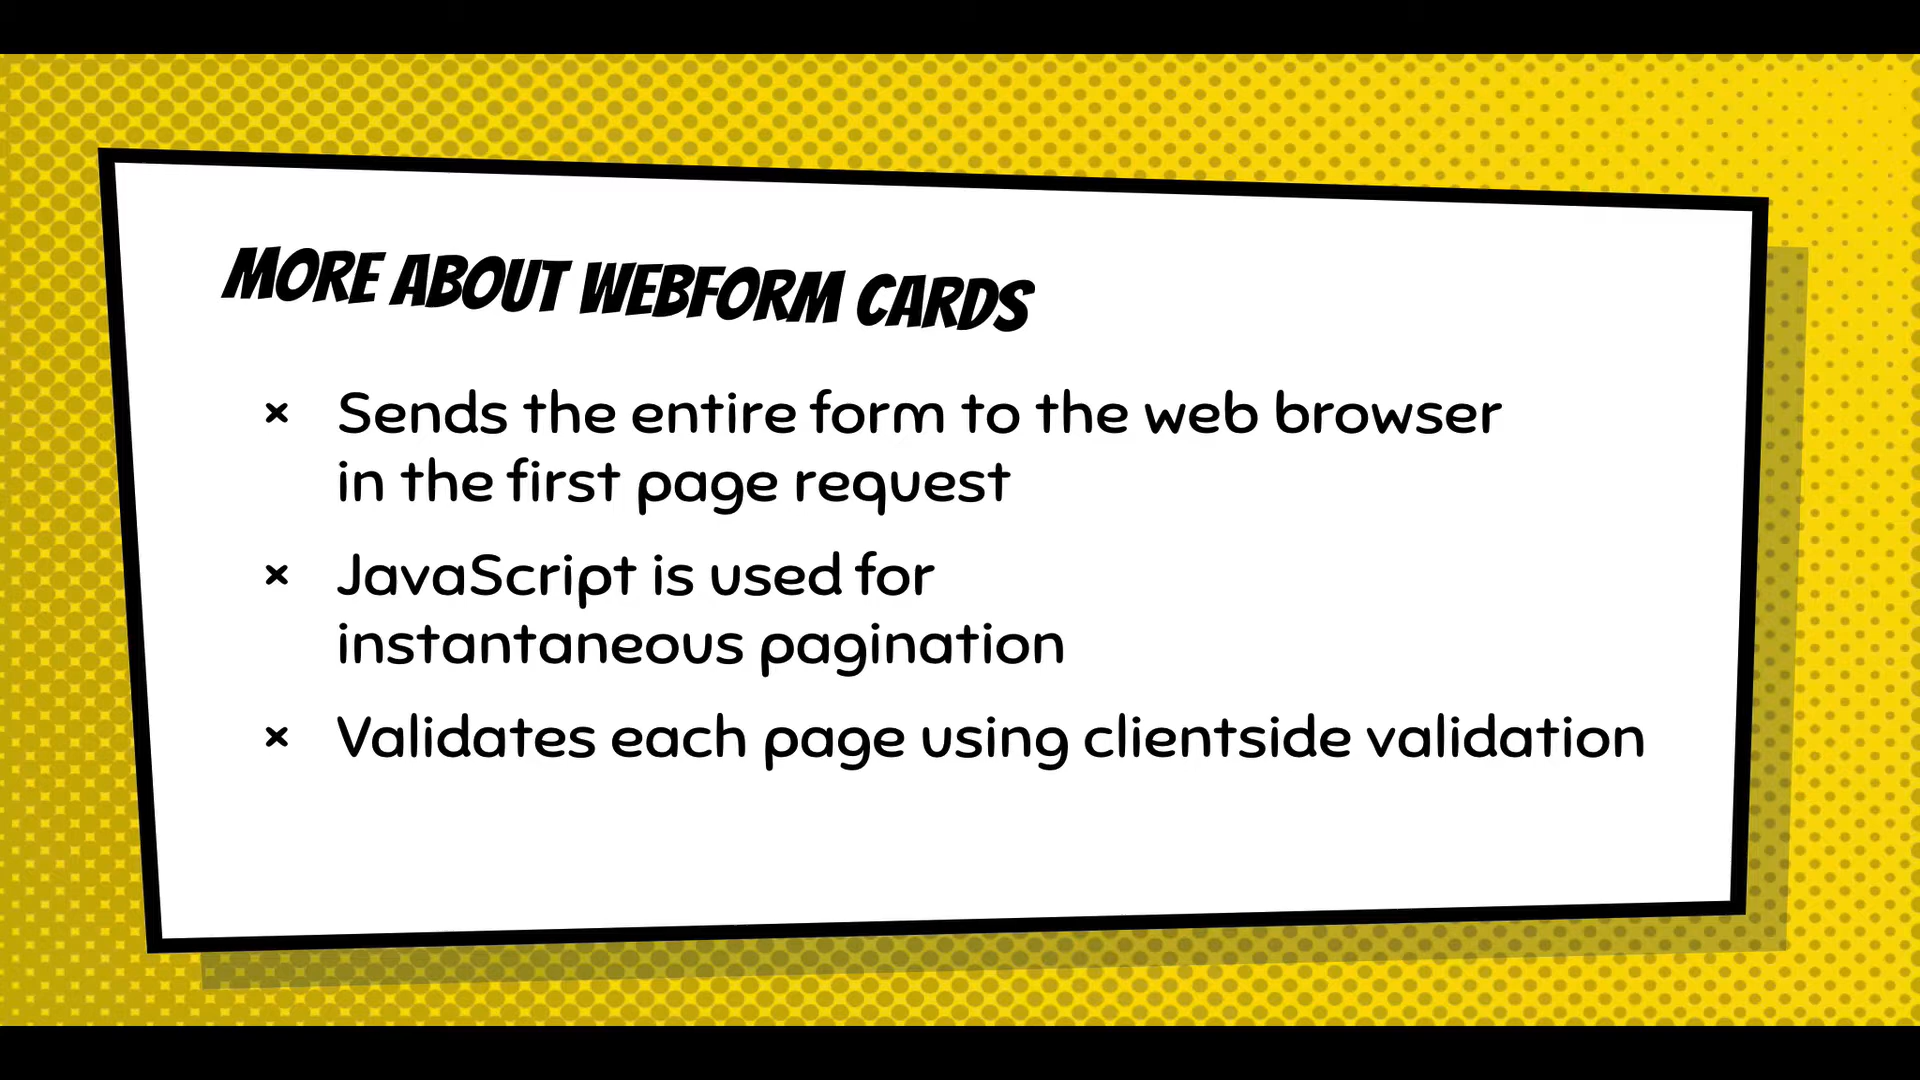 MORE ABOUT WEBFORM CARDS
× Sends the entire form to the web browser
in the first page request
× JavaScript is used for
instantaneous pagination
× Validates each page using clientside validation